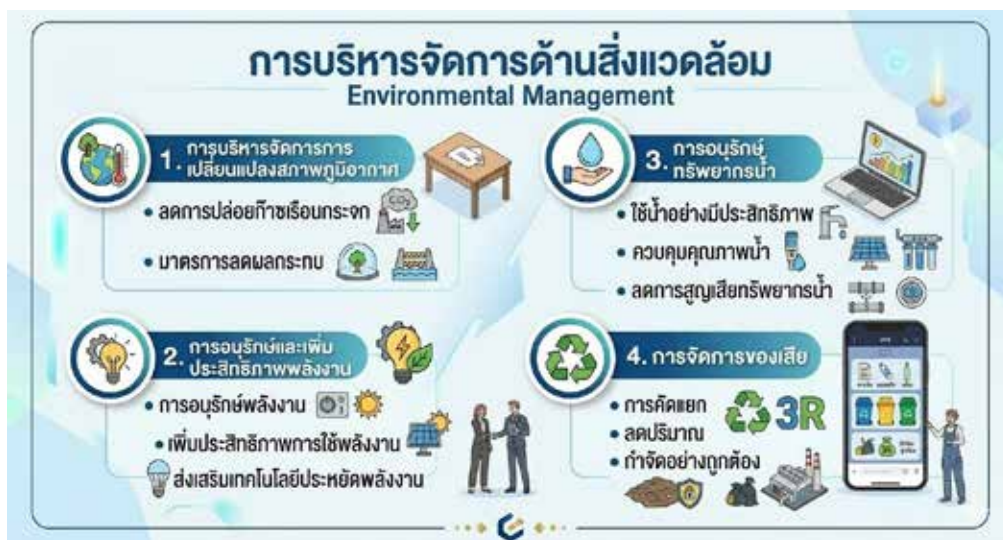 การบริหารจัดการด้านสิ่งแวดล้อม
Environmental Management
1. การบริหารจัดการการ
เปลี่ยนแปลงสภาพภูมิอากาศ
• ลดการปล่อยก๊าซเรือนกระจก
CO₂
• มาตรการลดผลกระทบ
2. การอนุรักษ์และเพิ่ม
ประสิทธิภาพพลังงาน
• การอนุรักษ์พลังงาน
• เพิ่มประสิทธิภาพการใช้พลังงาน
ส่งเสริมเทคโนโลยีประหยัดพลังงาน
3. การอนุรักษ์
ทรัพยากรน้ำ
• ใช้น้ำอย่างมีประสิทธิภาพ
• ควบคุมคุณภาพน้ำ
• ลดการสูญเสียทรัพยากรน้ำ
4. การจัดการของเสีย
• การคัดแยก
3R
• ลดปริมาณ
• กำจัดอย่างถูกต้อง